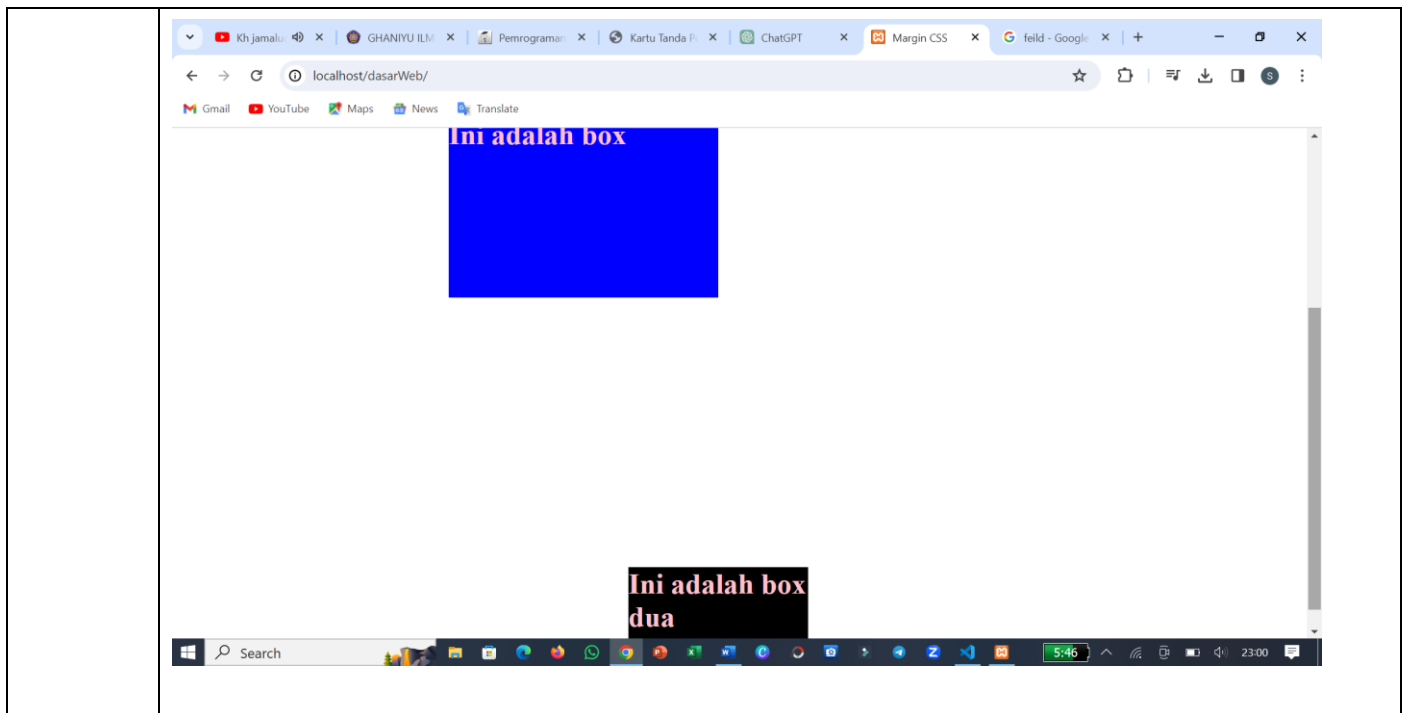 Kh jamalu
GHANIYU ILM
Pemrograman
Kartu Tanda P
ChatGPT
Margin CSS
feild - Google
localhost/dasarWeb/
S
Gmail
YouTube
Maps
News
Translate
Ini adalah box
Ini adalah box
dua
Search
5:46
23:00